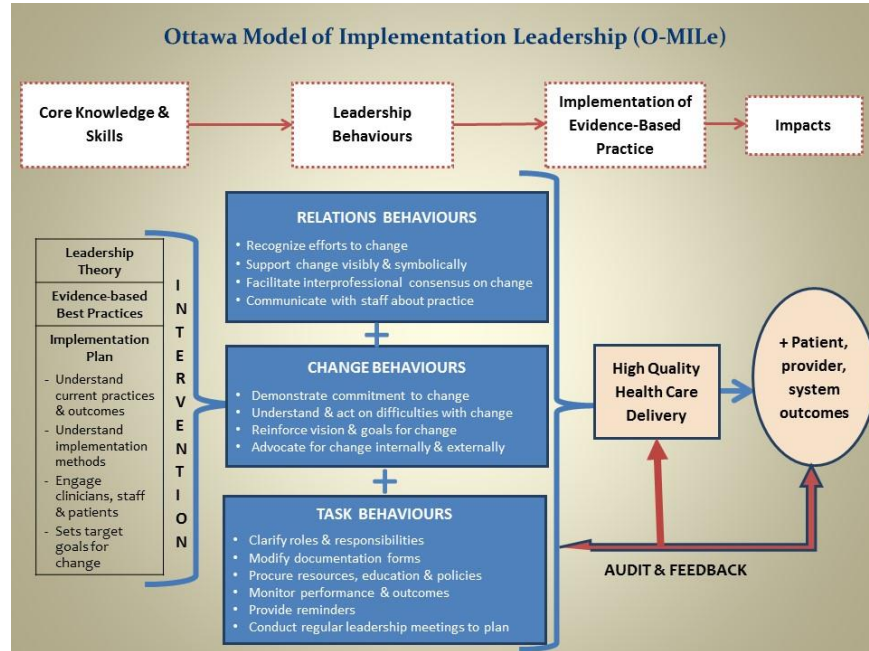 Ottawa Model of Implementation Leadership (O-MILe)
Core Knowledge &
Skills
Leadership
Behaviours
Implementation of
Evidence-Based
Practice
Impacts
Leadership
Theory
Evidence-based
Best Practices
Implementation
Plan
- Understand
current practices
& outcomes
- Understand
implementation
methods
- Engage
clinicians, staff
& patients
- Sets target
goals for
change
INTERVENTION
RELATIONS BEHAVIOURS
• Recognize efforts to change
• Support change visibly & symbolically
• Facilitate interprofessional consensus on change
• Communicate with staff about practice
+
CHANGE BEHAVIOURS
• Demonstrate commitment to change
• Understand & act on difficulties with change
• Reinforce vision & goals for change
• Advocate for change internally & externally
+
TASK BEHAVIOURS
• Clarify roles & responsibilities
• Modify documentation forms
• Procure resources, education & policies
• Monitor performance & outcomes
• Provide reminders
• Conduct regular leadership meetings to plan
High Quality
Health Care
Delivery
+ Patient,
provider,
system
outcomes
AUDIT & FEEDBACK